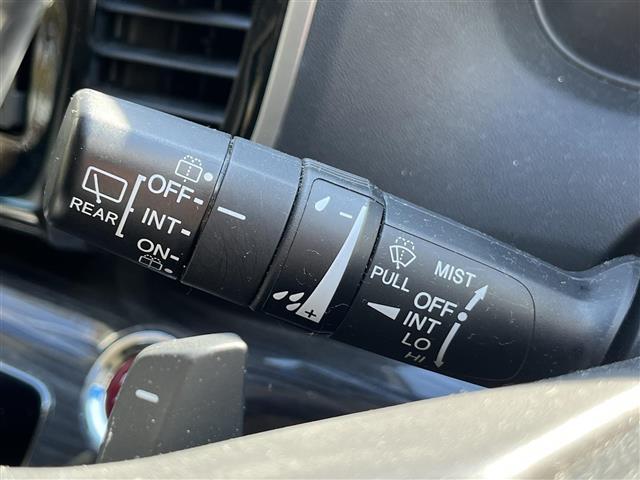 REAR
OFF
INT
ON
-
+
PULL
MIST
OFF
INT
LO
HI